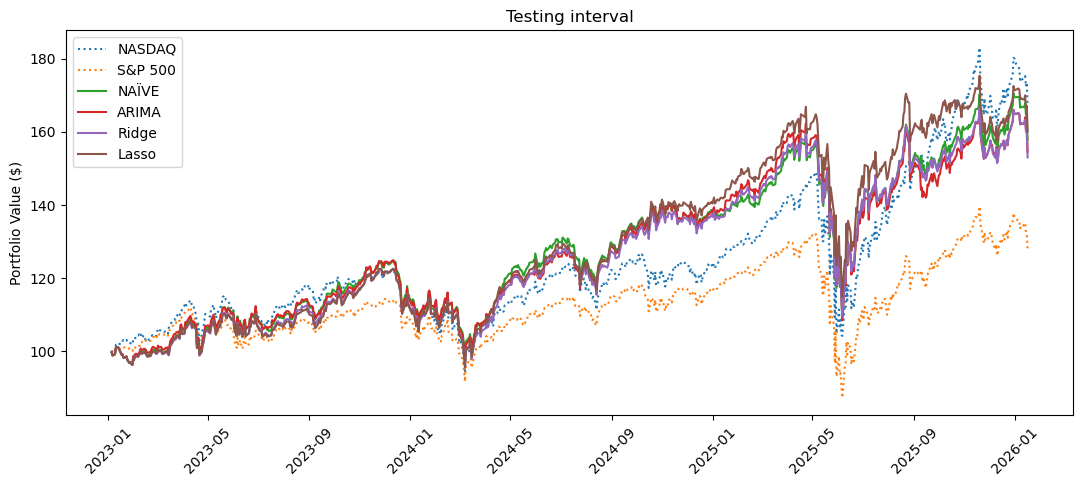 Testing interval
NASDAQ
S&P 500
NAÏVE
ARIMA
Ridge
Lasso
Portfolio Value ($)
180
160
140
120
100
2023-01
2023-05
2023-09
2024-01
2024-05
2024-09
2025-01
2025-05
2025-09
2026-01